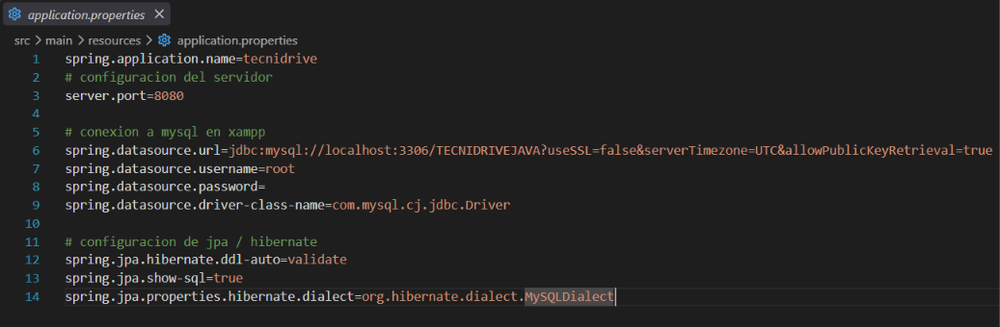 application.properties
src > main > resources > application.properties
1 spring.application.name=tecnidrive
2 # configuracion del servidor
3 server.port=8080
4
5 # conexion a mysql en xampp
6 spring.datasource.url=jdbc:mysql://localhost:3306/TECNIDRIVEJAVA?useSSL=false&serverTimezone=UTC&allowPublicKeyRetrieval=true
7 spring.datasource.username=root
8 spring.datasource.password=
9 spring.datasource.driver-class-name=com.mysql.cj.jdbc.Driver
10
11 # configuracion de jpa / hibernate
12 spring.jpa.hibernate.ddl-auto=validate
13 spring.jpa.show-sql=true
14 spring.jpa.properties.hibernate.dialect=org.hibernate.dialect.MySQLDialect